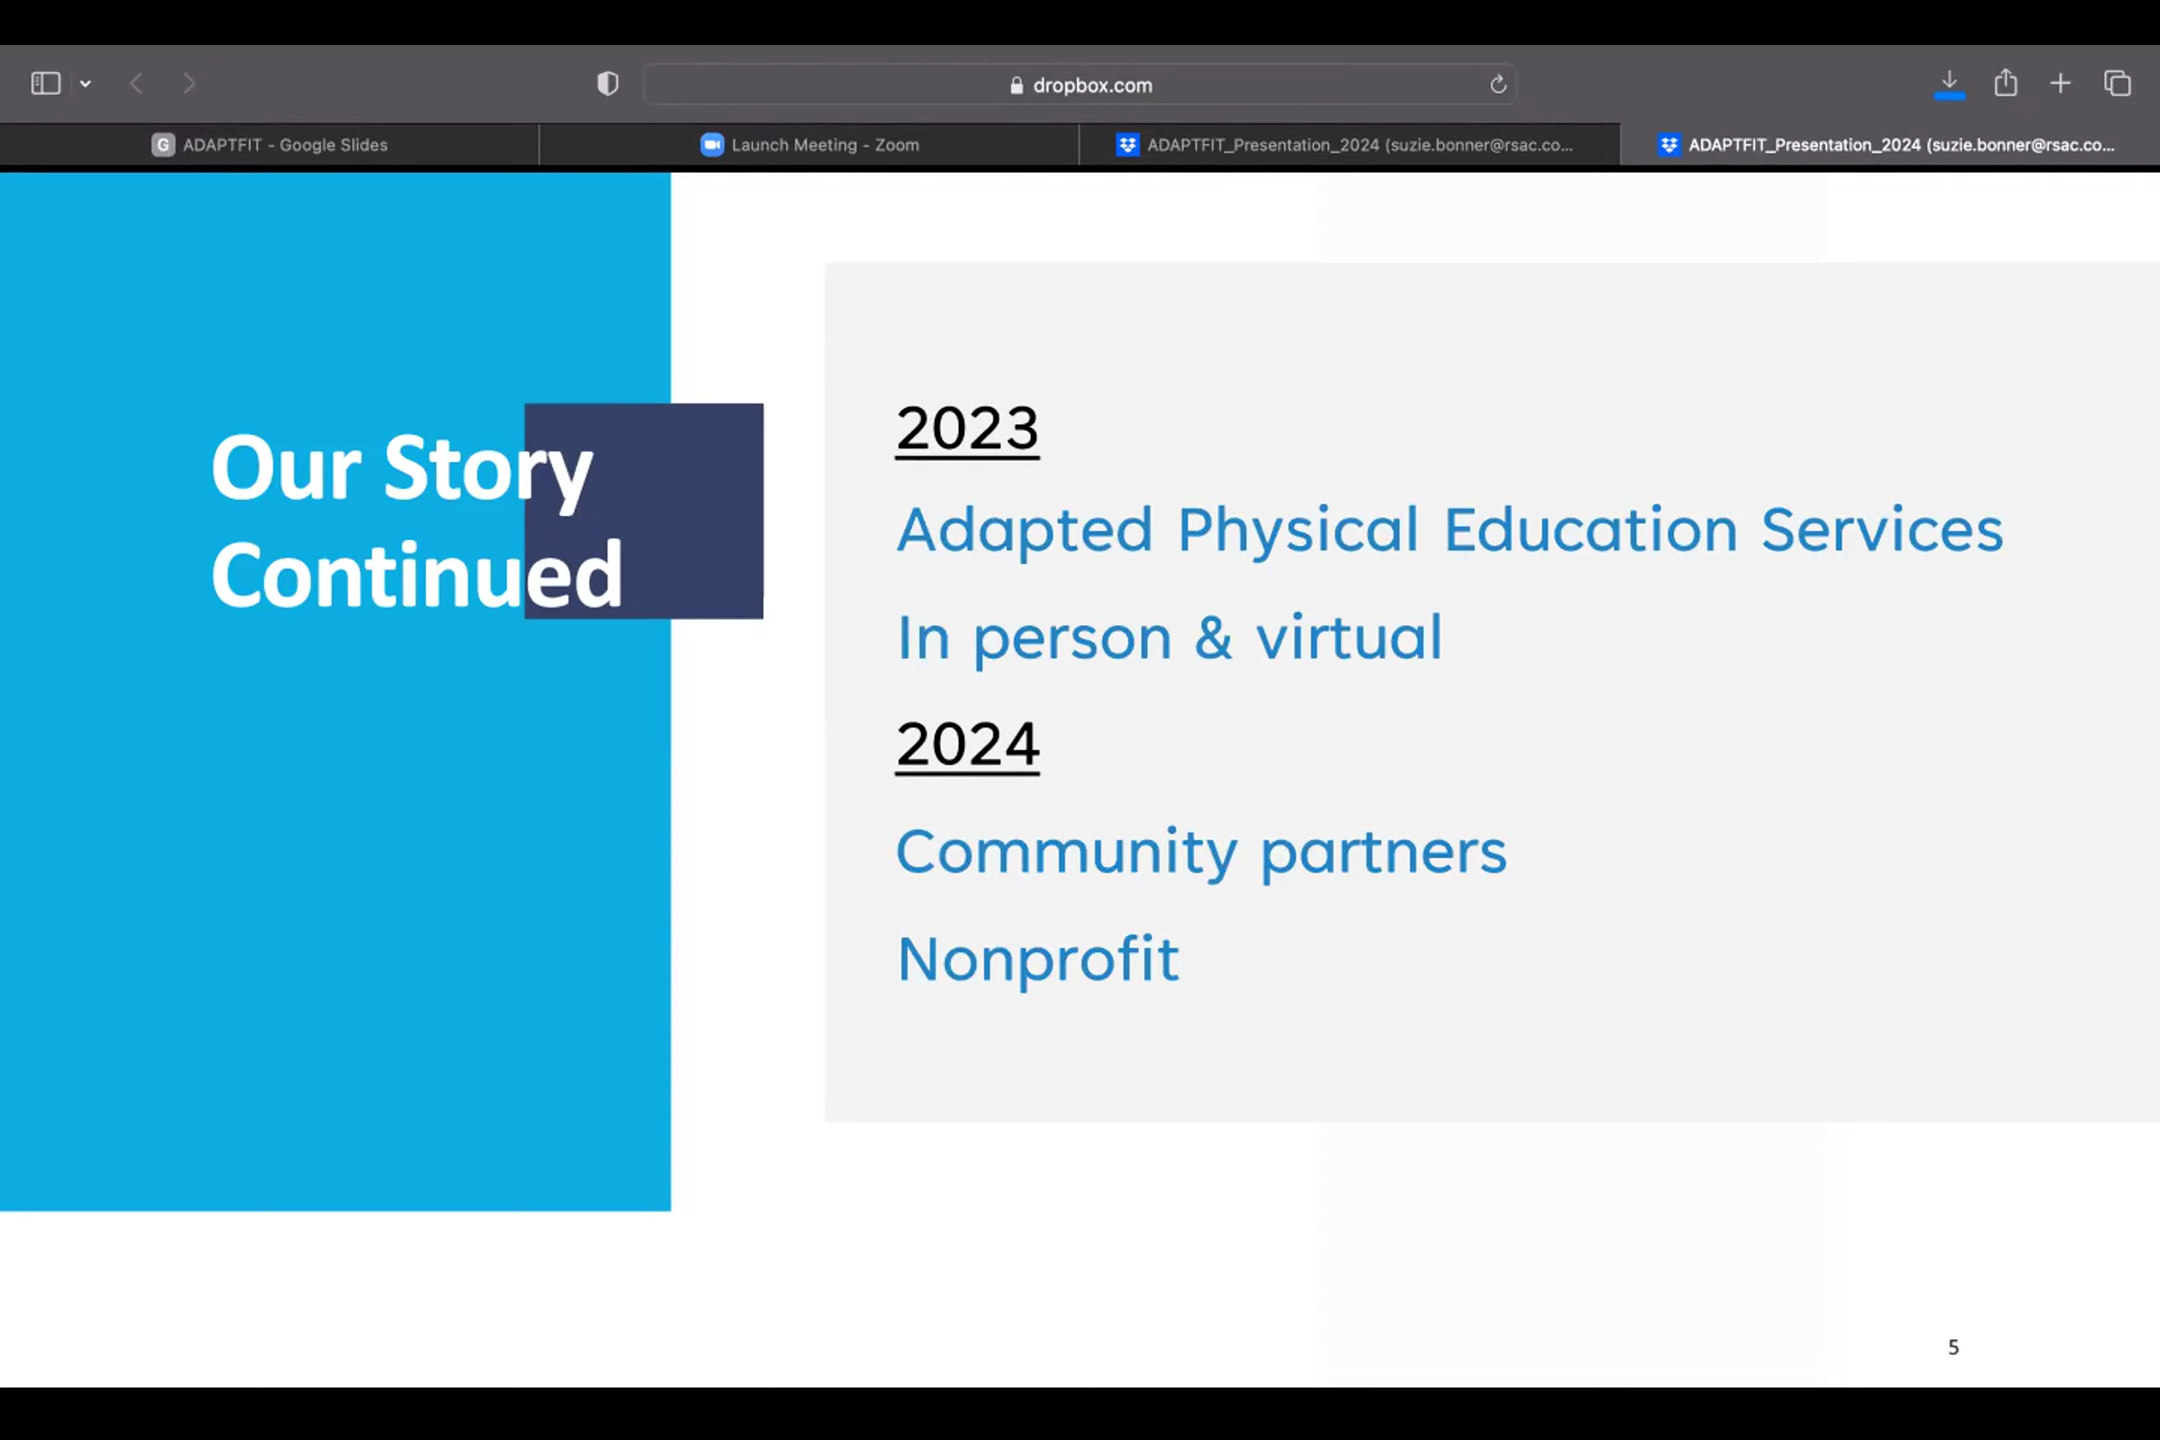 dropbox.com
ADAPTFIT - Google Slides
Launch Meeting - Zoom
ADAPTFIT_Presentation_2024 (suzie.bonner@rsac.co...
ADAPTFIT_Presentation_2024 (suzie.bonner@rsac.co...
Our Story
Continued
2023
Adapted Physical Education Services
In person & virtual
2024
Community partners
Nonprofit
5